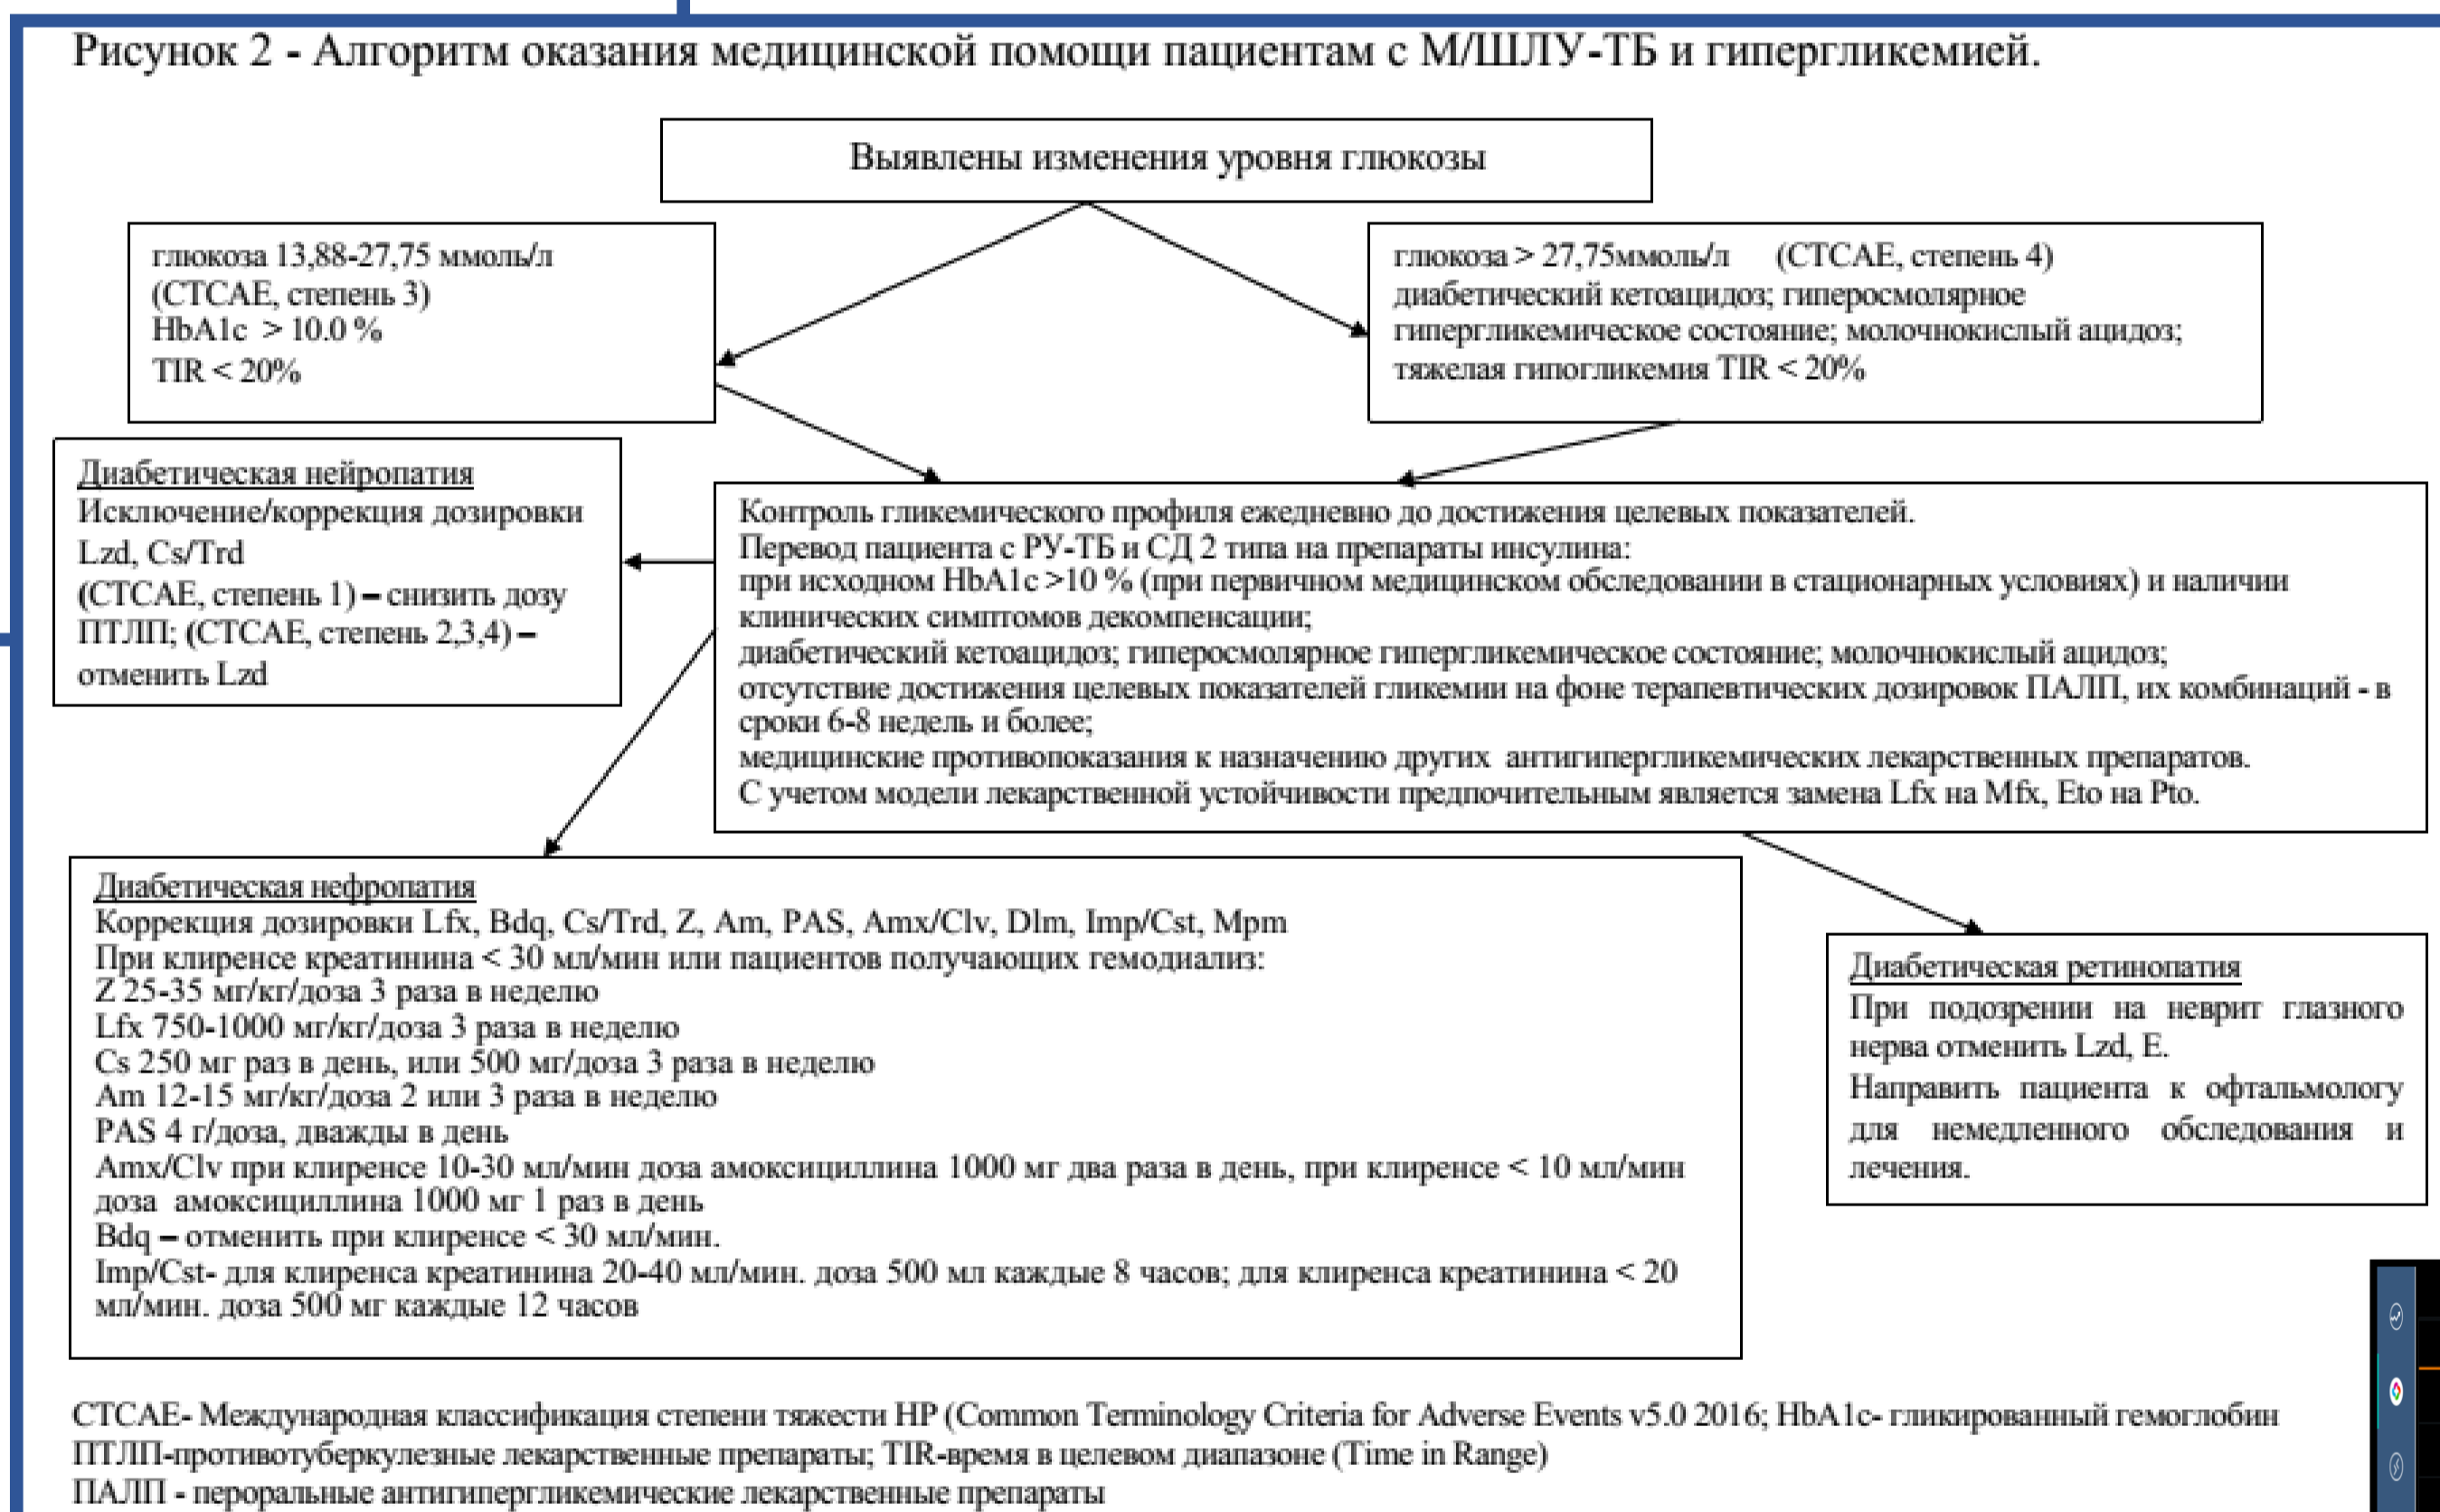 Рисунок 2 - Алгоритм оказания медицинской помощи пациентам с М/ШЛУ-ТБ и гипергликемией.
Выявлены изменения уровня глюкозы
глюкоза 13,88-27,75 ммоль/л
(CTCAE, степень 3)
HbA1c > 10.0 %
TIR < 20%
глюкоза > 27,75ммоль/л (CTCAE, степень 4)
диабетический кетоацидоз; гиперосмолярное
гипергликемическое состояние; молочнокислый ацидоз;
тяжелая гипогликемия TIR < 20%
Диабетическая нейропатия
Исключение/коррекция дозировки
Lzd, Cs/Trd
(CTCAE, степень 1) – снизить дозу
ПТЛП; (CTCAE, степень 2,3,4) –
отменить Lzd
Контроль гликемического профиля ежедневно до достижения целевых показателей.
Перевод пациента с РУ-ТБ и СД 2 типа на препараты инсулина:
при исходном HbA1c >10 % (при первичном медицинском обследовании в стационарных условиях) и наличии
клинических симптомов декомпенсации;
диабетический кетоацидоз; гиперосмолярное гипергликемическое состояние; молочнокислый ацидоз;
отсутствие достижения целевых показателей гликемии на фоне терапевтических дозировок ПАЛП, их комбинаций - в
сроки 6-8 недель и более;
медицинские противопоказания к назначению других антигипергликемических лекарственных препаратов.
С учетом модели лекарственной устойчивости предпочительным является замена Lfx на Mfx, Eto на Pto.
Диабетическая нефропатия
Коррекция дозировки Lfx, Bdq, Cs/Trd, Z, Am, PAS, Amx/Clv, Dlm, Imp/Cst, Mpm
При клиренсе креатинина < 30 мл/мин или пациентов получающих гемодиализ:
Z 25-35 мг/кг/доза 3 раза в неделю
Lfx 750-1000 мг/кг/доза 3 раза в неделю
Cs 250 мг раз в день, или 500 мг/доза 3 раза в неделю
Am 12-15 мг/кг/доза 2 или 3 раза в неделю
PAS 4 г/доза, дважды в день
Amx/Clv при клиренсе 10-30 мл/мин доза амоксициллина 1000 мг два раза в день, при клиренсе < 10 мл/мин
доза амоксициллина 1000 мг 1 раз в день
Bdq – отменить при клиренсе < 30 мл/мин.
Imp/Cst- для клиренса креатинина 20-40 мл/мин. доза 500 мл каждые 8 часов; для клиренса креатинина < 20
мл/мин. доза 500 мг каждые 12 часов
Диабетическая ретинопатия
При подозрении на неврит глазного
нерва отменить Lzd, E.
Направить пациента к офтальмологу
для немедленного обследования и
лечения.
CTCAE- Международная классификация степени тяжести НР (Common Terminology Criteria for Adverse Events v5.0 2016; HbA1c- гликированный гемоглобин
ПТЛП-противотуберкулезные лекарственные препараты; TIR-время в целевом диапазоне (Time in Range)
ПАЛП - пероральные антигипергликемические лекарственные препараты